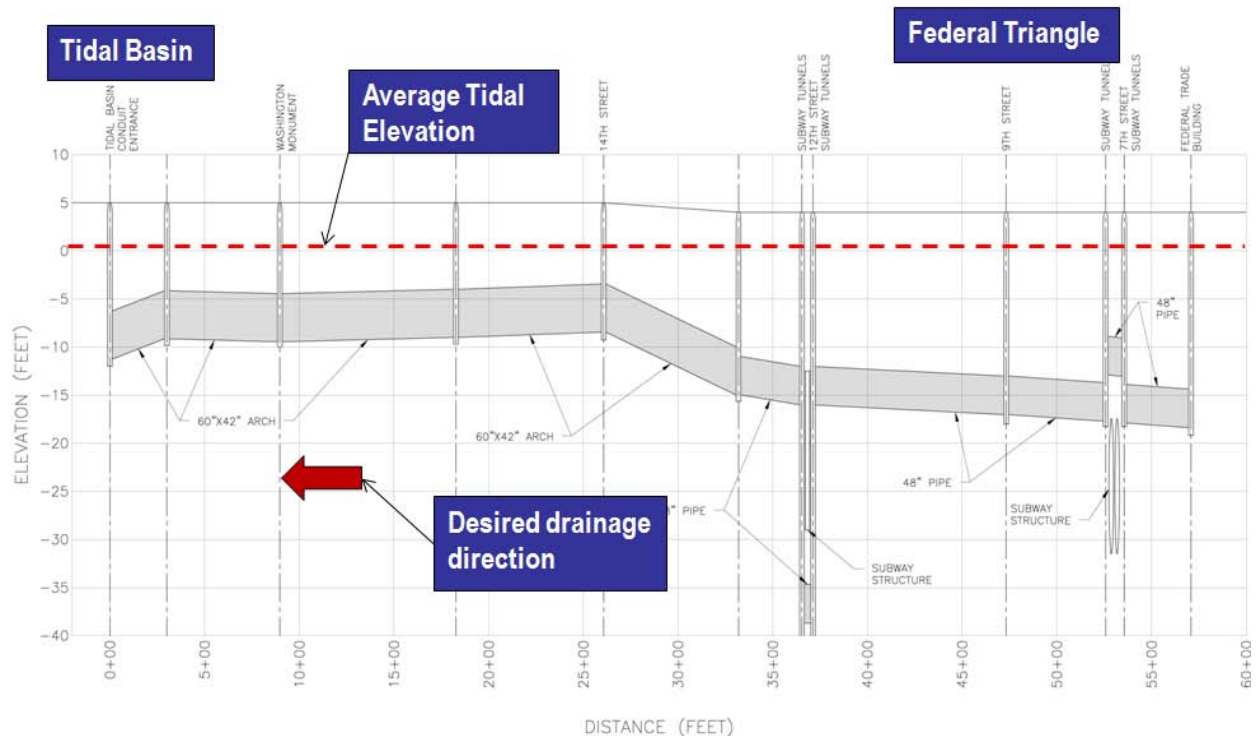 Tidal Basin
Federal Triangle
Average Tidal
Elevation
TIDAL BASIN
CONDUIT
ENTRANCE
WASHINGTON
MONUMENT
14TH STREET
SUBWAY TUNNELS
12TH STREET
SUBWAY TUNNELS
9TH STREET
SUBWAY TUNNEL
7TH STREET
SUBWAY TUNNELS
FEDERAL TRADE
BUILDING
ELEVATION (FEET)
10
5
0
-5
-10
-15
-20
-25
-30
-35
-40
60"X42" ARCH
60"X42" ARCH
48"
PIPE
48" PIPE
" PIPE
SUBWAY
STRUCTURE
SUBWAY
STRUCTURE
Desired drainage
direction
0+00
5+00
10+00
15+00
20+00
25+00
30+00
35+00
40+00
45+00
50+00
55+00
60+00
DISTANCE (FEET)